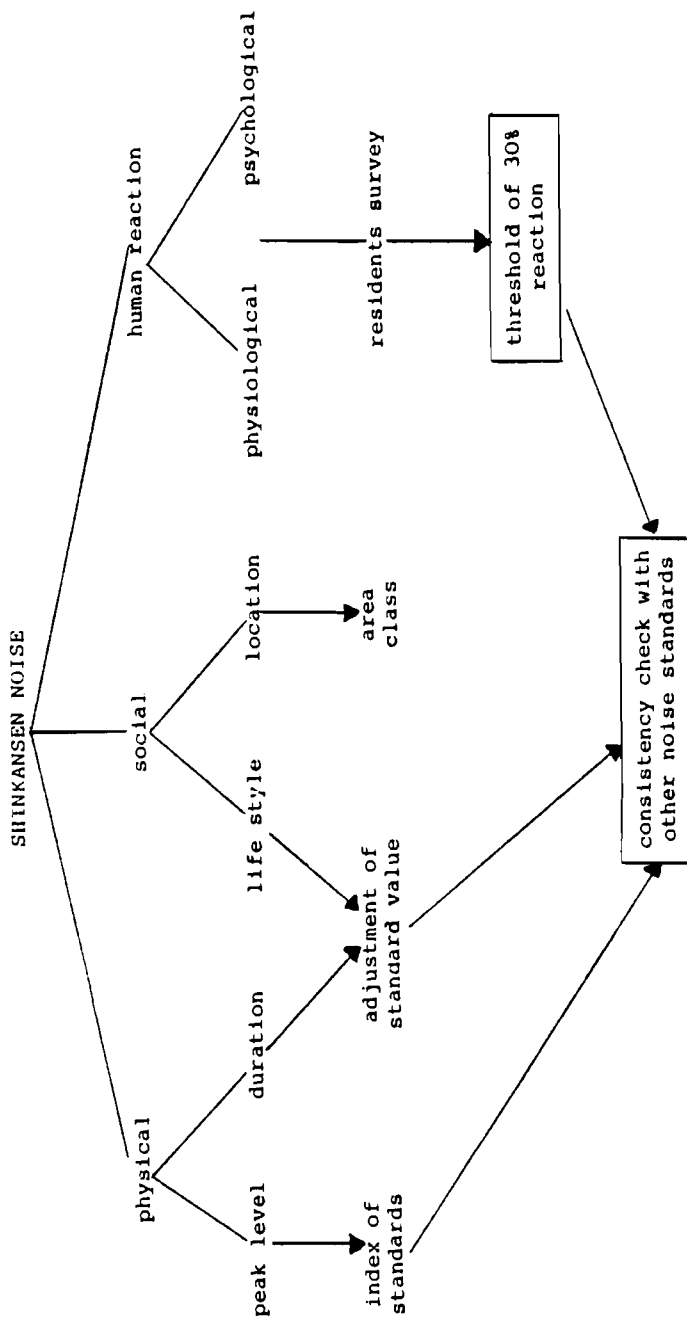 SHINKANSEN NOISE
physical
social
human reaction
peak level
duration
life style
location
physiological
psychological
index of
standards
adjustment of
standard value
area
class
residents survey
threshold of 30%
reaction
consistency check with
other noise standards